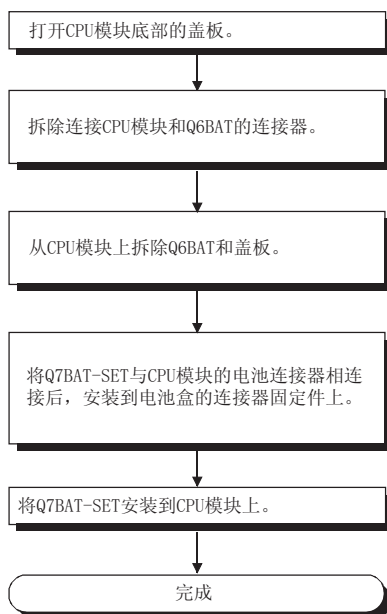 打开CPU模块底部的盖板。
拆除连接CPU模块和Q6BAT的连接器。
从CPU模块上拆除Q6BAT和盖板。
将Q7BAT-SET与CPU模块的电池连接器相连
接后，安装到电池盒的连接器固定件上。
将Q7BAT-SET安装到CPU模块上。
完成